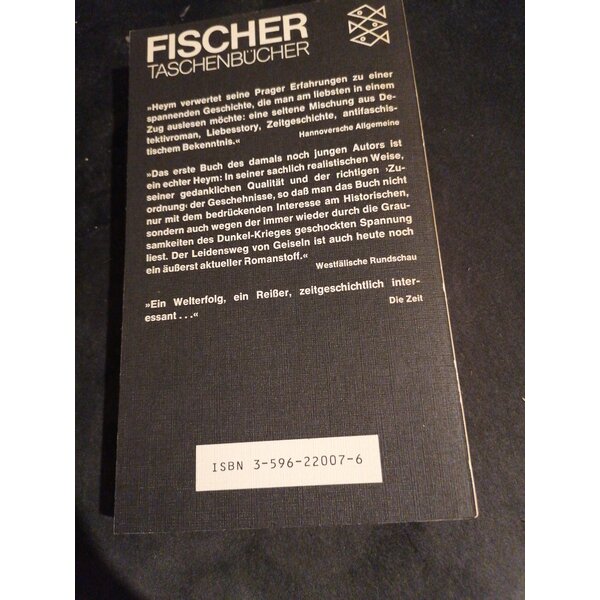 FISCHER
TASCHENBÜCHER
»Heym verwertet seine Prager Erfahrungen zu einer
spannenden Geschichte, die man am liebsten in einem
Zug auslesen möchte: eine seltene Mischung aus De-
tektivroman, Liebesstory, Zeitgeschichte, antifaschis-
tischem Bekenntnis.«
Hannoversche Allgemeine
»Das erste Buch des damals noch jungen Autors ist
ein echter Heym: In seiner sachlich realistischen Weise,
seiner gedanklichen Qualität und der richtigen ›Zu-
ordnung‹ der Geschehnisse, so daß man das Buch nicht
nur mit dem bedrückenden Interesse am Historischen,
sondern auch wegen der immer wieder durch die Grau-
samkeiten des Dunkel-Krieges geschockten Spannung
liest. Der Leidensweg von Geiseln ist auch heute noch
ein äußerst aktueller Romanstoff.«
Westfälische Rundschau
»Ein Welterfolg, ein Reißer, zeitgeschichtlich inter-
essant . . .«
Die Zeit
ISBN 3-596-22007-6